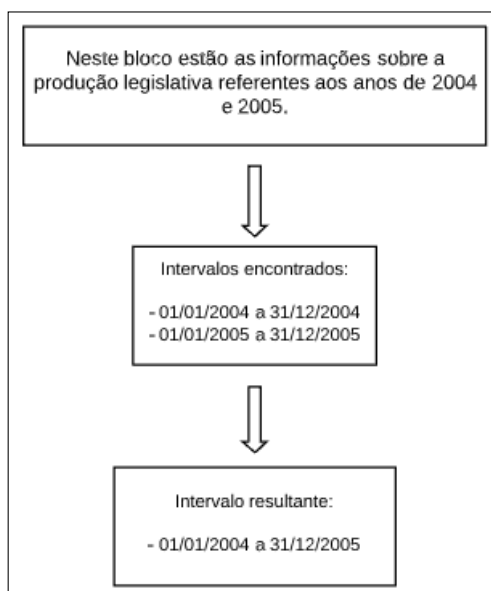 Neste bloco estão as informações sobre a
produção legislativa referentes aos anos de 2004
e 2005.
Intervalos encontrados:
- 01/01/2004 a 31/12/2004
- 01/01/2005 a 31/12/2005
Intervalo resultante:
- 01/01/2004 a 31/12/2005